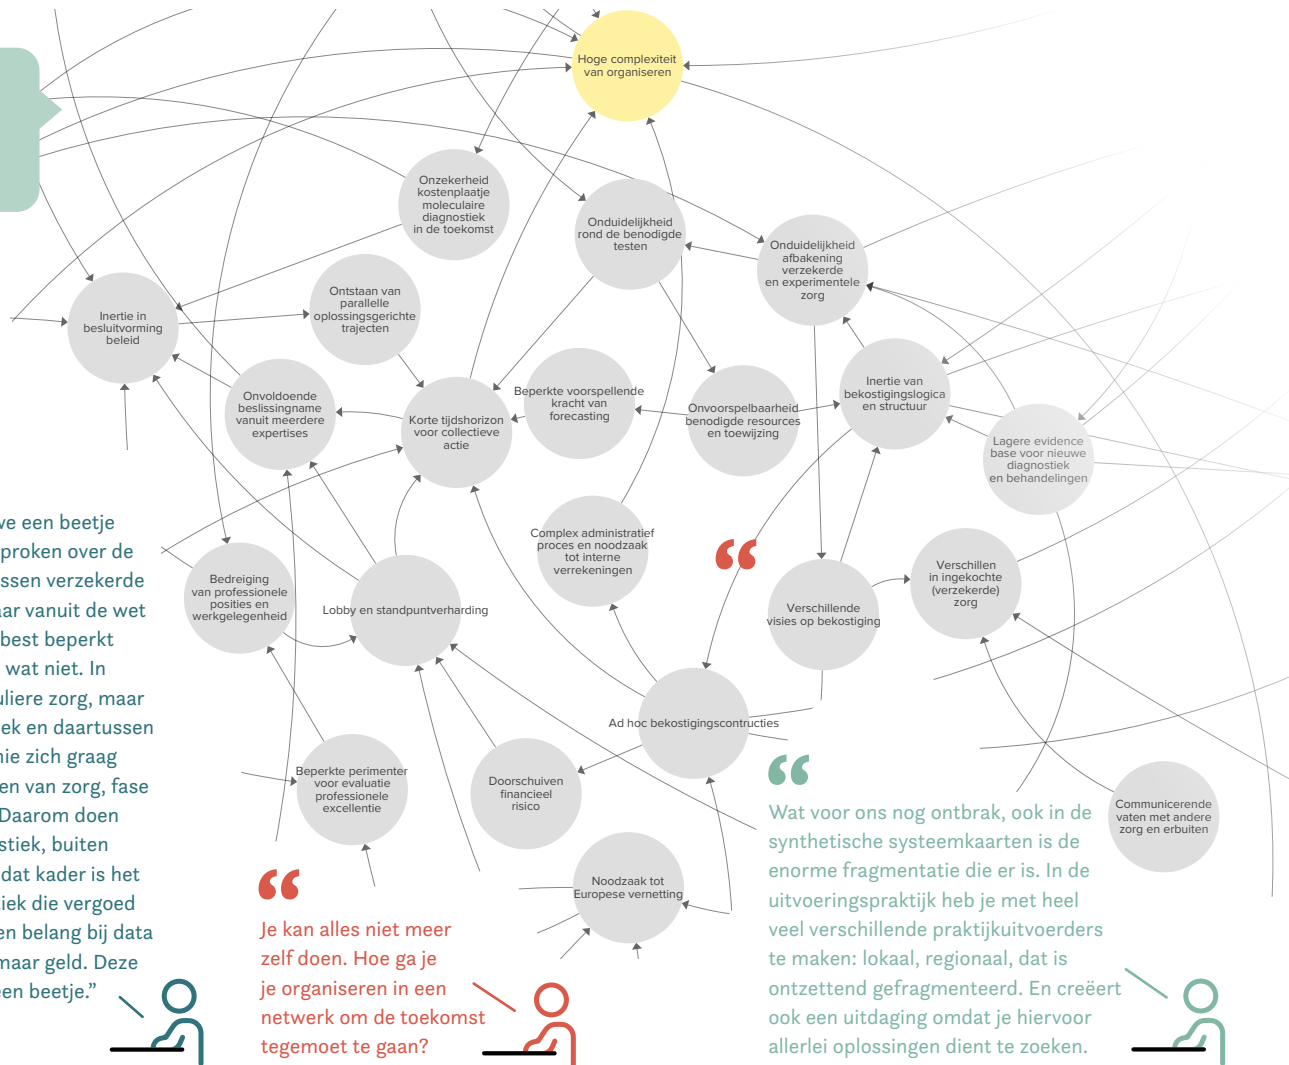 Hoge complexiteit
van organiseren
Onzekerheid
kostenplaatje
moleculaire
diagnostiek
in de toekomst
Onduidelijkheid
rond de benodigde
testen
Onduidelijkheid
afbakening
verzekerde
en experimentele
zorg
Inertie in
besluitvorming
beleid
Ontstaan van
parallelle
oplossingsgerichte
trajecten
Onvoldoende
beslissingname
vanuit meerdere
expertises
Korte tijdshorizon
voor collectieve
actie
Beperkte voorspellende
kracht van
forecasting
Onvoorspelbaarheid
benodigde resources
en toewijzing
Inertie van
bekostigingslogica
en structuur
Lagere evidence
base voor nieuwe
diagnostiek
en behandelingen
Bedreiging
van professionele
posities en
werkgelegenheid
Lobby en standpuntverharding
Complex administratief
proces en noodzaak
tot interne
verrekeningen
Verschillende
visies op bekostiging
Verschillen
in ingekochte
(verzekerde)
zorg
Ad hoc bekostigingscontructies
Beperkte perimenter
voor evaluatie
professionele
excellentie
Doorschuiven
financieel
risico
Noodzaak tot
Europese vernetting
Communicerende
vaten met andere
zorg en erbuiten
ve een beetje
proken over de
ssen verzekerde
aar vanuit de wet
best beperkt
wat niet. In
uliere zorg, maar
ek en daartussen
nie zich graag
en van zorg, fase
Daarom doen
stiek, buiten
dat kader is het
iek die vergoed
en belang bij data
maar geld. Deze
een beetje.”
“
Je kan alles niet meer
zelf doen. Hoe ga je
je organiseren in een
netwerk om de toekomst
tegemoet te gaan?
“
“
Wat voor ons nog ontbrak, ook in de
synthetische systeemkaarten is de
enorme fragmentatie die er is. In de
uitvoeringspraktijk heb je met heel
veel verschillende praktijkuitvoerders
te maken: lokaal, regionaal, dat is
ontzettend gefragmenteerd. En creëert
ook een uitdaging omdat je hiervoor
allerlei oplossingen dient te zoeken.